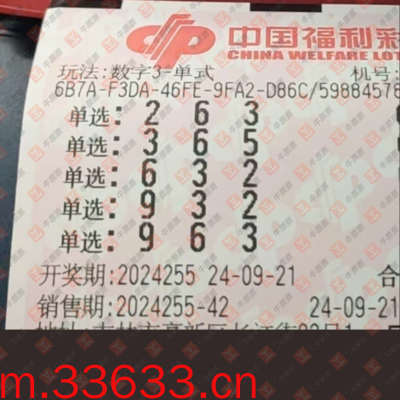 中国福利彩
CHINA WELFARE LOT
玩法:数字3-单式 机号:
6B7A-F3DA-46FE-9FA2-D86C/59884578
单选: 2 6 3
单选: 3 6 5
单选: 6 3 2
单选: 9 3 2
单选: 9 6 3
开奖期:2024255 24-09-21 合
销售期:2024255-42 24-09-21
m.33633.cn